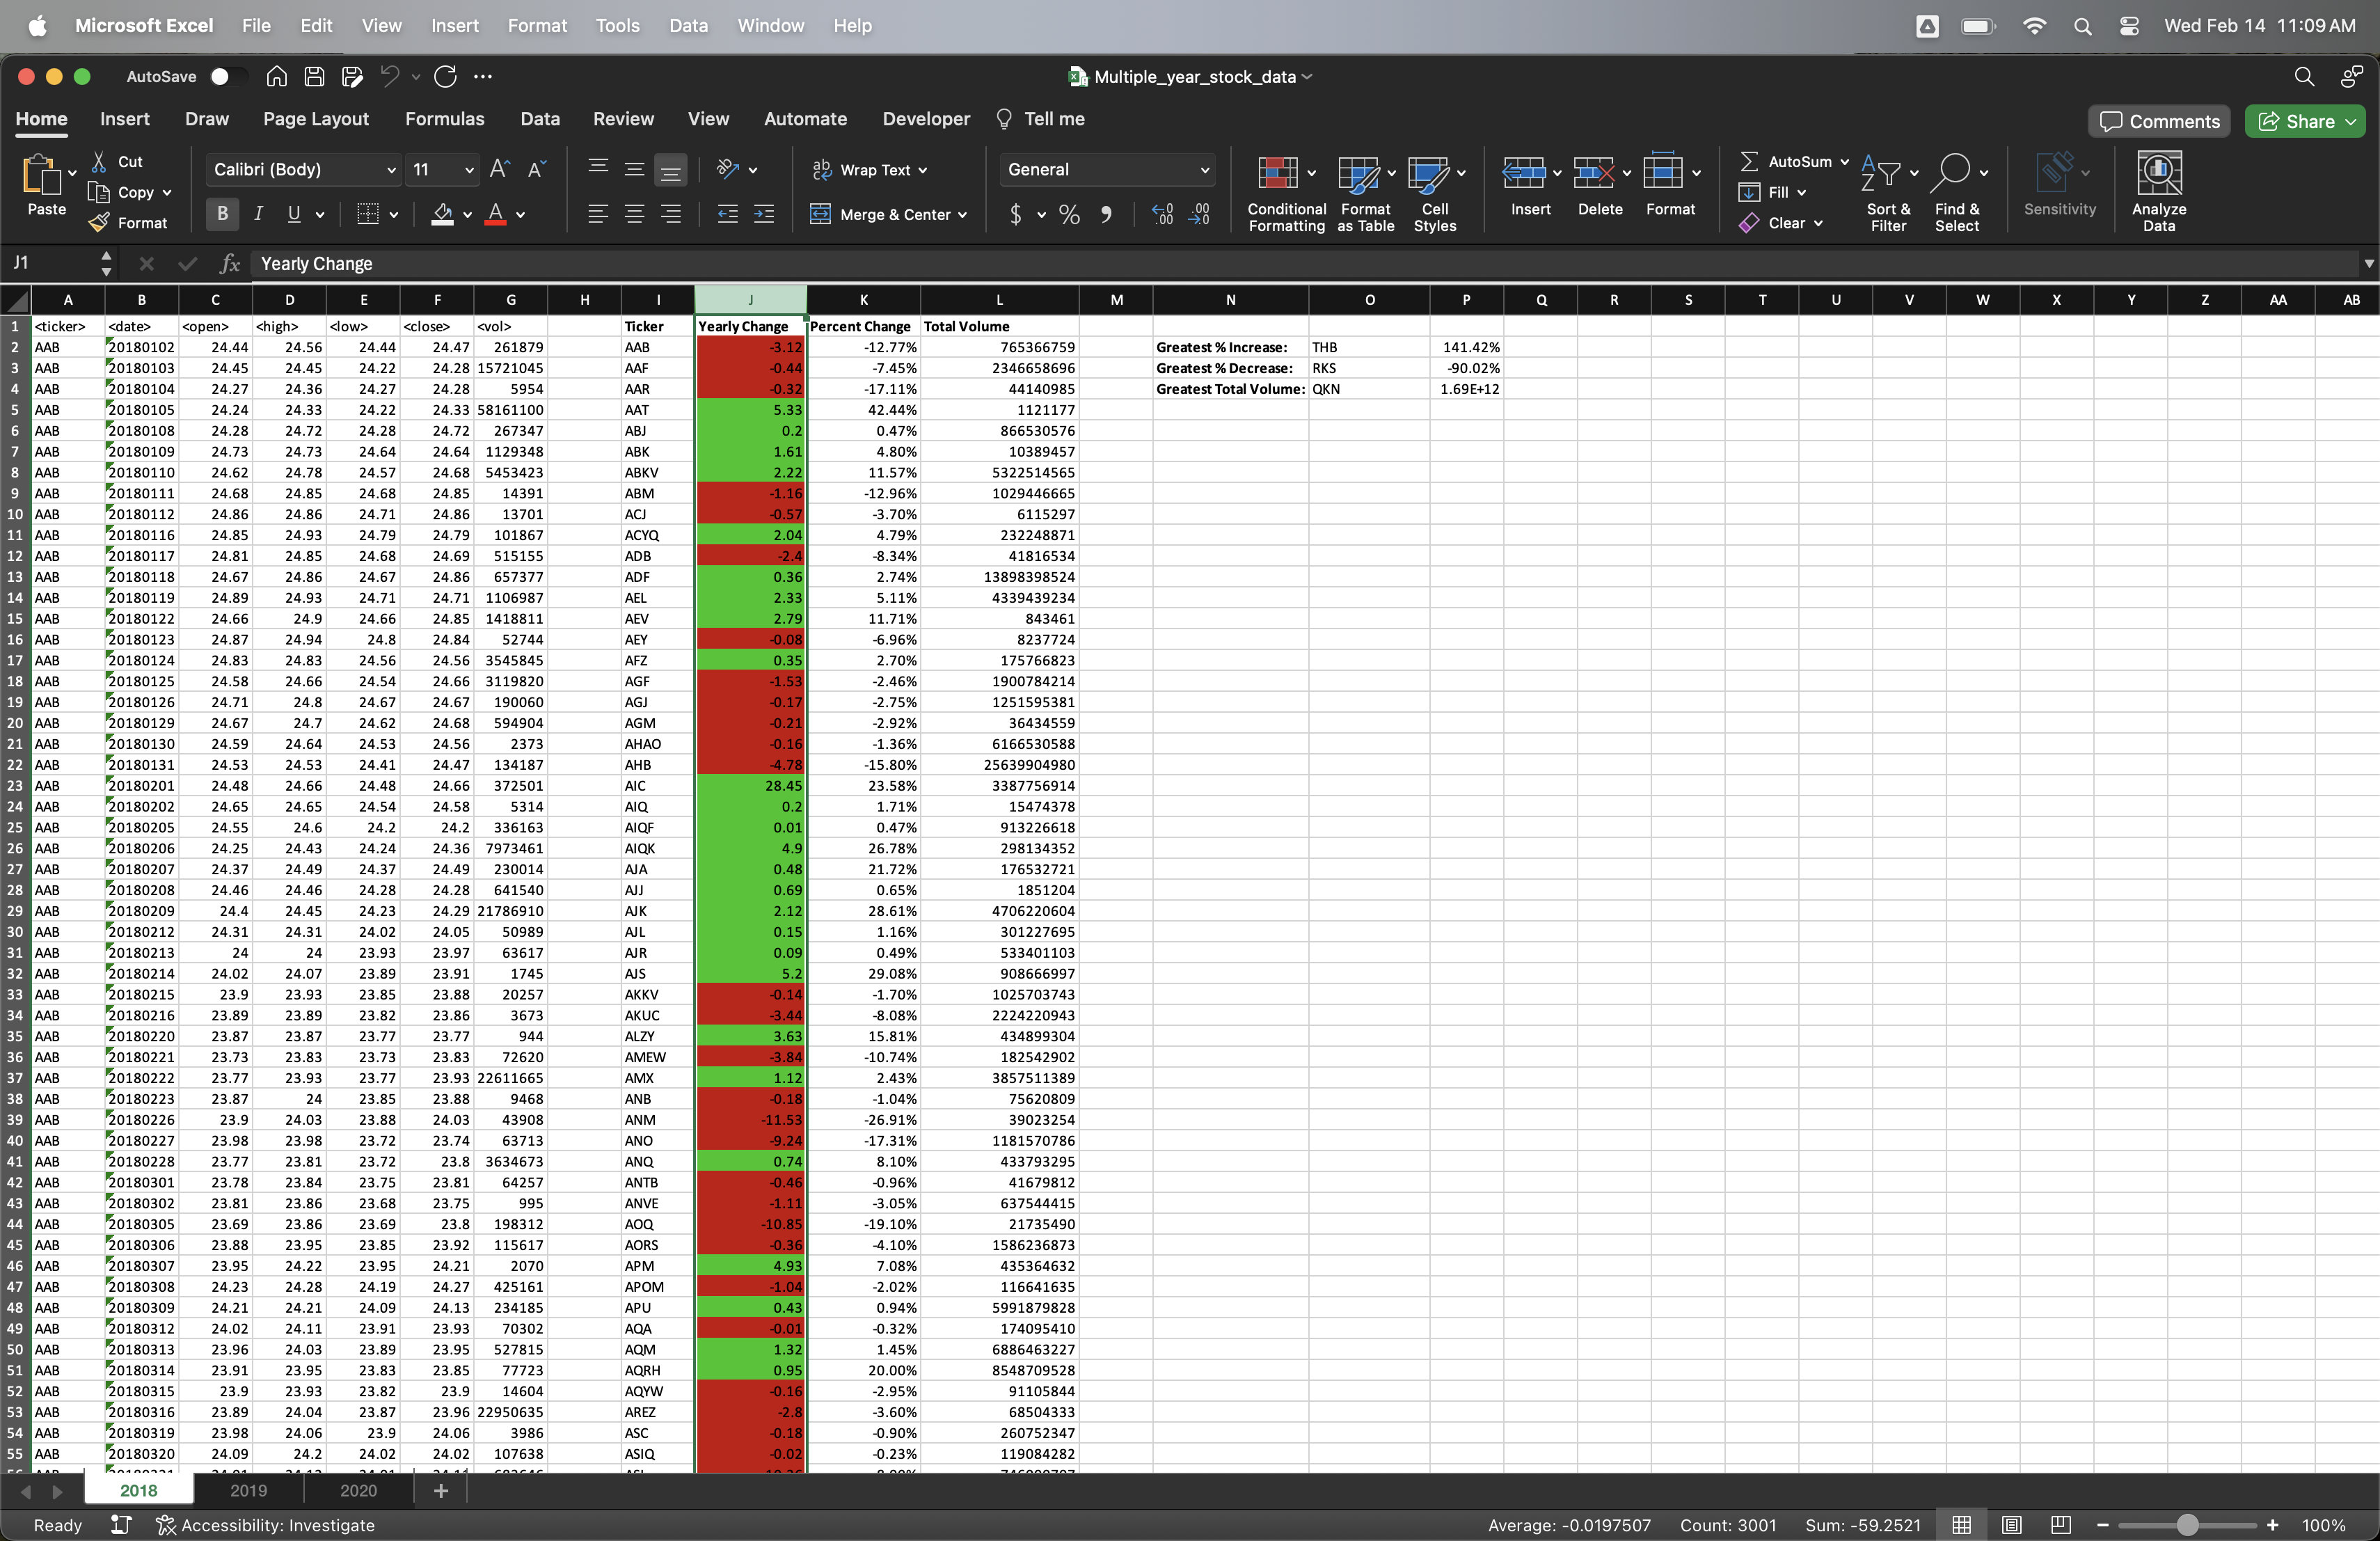 Microsoft Excel File Edit View Insert Format Tools Data Window Help Wed Feb 14 11:09 AM
AutoSave Multiple_year_stock_data
Home Insert Draw Page Layout Formulas Data Review View Automate Developer Tell me Comments Share
Paste Cut Copy Format Calibri (Body) 11 Wrap Text Merge & Center General Conditional Formatting Format as Table Cell Styles Insert Delete Format AutoSum Fill Clear Sort & Filter Find & Select Sensitivity Analyze Data
J1 fx Yearly Change
A B C D E F G H I J K L M N O P Q R S T U V W X Y Z AA AB
1 <ticker> <date> <open> <high> <low> <close> <vol> Ticker Yearly Change Percent Change Total Volume
2 AAB 20180102 24.44 24.56 24.44 24.47 261879 AAB -3.12 -12.77% 765366759 Greatest % Increase: THB 141.42%
3 AAB 20180103 24.45 24.45 24.22 24.28 15721045 AAF -0.44 -7.45% 2346658696 Greatest % Decrease: RKS -90.02%
4 AAB 20180104 24.27 24.36 24.27 24.28 5954 AAR -0.32 -17.11% 44140985 Greatest Total Volume: QKN 1.69E+12
5 AAB 20180105 24.24 24.33 24.22 24.33 58161100 AAT 5.33 42.44% 1121177
6 AAB 20180108 24.28 24.72 24.28 24.72 267347 ABJ 0.2 0.47% 866530576
7 AAB 20180109 24.73 24.73 24.64 24.64 1129348 ABK 1.61 4.80% 10389457
8 AAB 20180110 24.62 24.78 24.57 24.68 5453423 ABKV 2.22 11.57% 5322514565
9 AAB 20180111 24.68 24.85 24.68 24.85 14391 ABM -1.16 -12.96% 1029446665
10 AAB 20180112 24.86 24.86 24.71 24.86 13701 ACJ -0.57 -3.70% 6115297
11 AAB 20180116 24.85 24.93 24.79 24.79 101867 ACYQ 2.04 4.79% 232248871
12 AAB 20180117 24.81 24.85 24.68 24.69 515155 ADB -2.4 -8.34% 41816534
13 AAB 20180118 24.67 24.86 24.67 24.86 657377 ADF 0.36 2.74% 13898398524
14 AAB 20180119 24.89 24.93 24.71 24.71 1106987 AEL 2.33 5.11% 4339439234
15 AAB 20180122 24.66 24.9 24.66 24.85 1418811 AEV 2.79 11.71% 843461
16 AAB 20180123 24.87 24.94 24.8 24.84 52744 AEY -0.08 -6.96% 8237724
17 AAB 20180124 24.83 24.83 24.56 24.56 3545845 AFZ 0.35 2.70% 175766823
18 AAB 20180125 24.58 24.66 24.54 24.66 3119820 AGF -1.53 -2.46% 1900784214
19 AAB 20180126 24.71 24.8 24.67 24.67 190060 AGJ -0.17 -2.75% 1251595381
20 AAB 20180129 24.67 24.7 24.62 24.68 594904 AGM -0.21 -2.92% 36434559
21 AAB 20180130 24.59 24.64 24.53 24.56 2373 AHAO -0.16 -1.36% 6166530588
22 AAB 20180131 24.53 24.53 24.41 24.47 134187 AHB -4.78 -15.80% 25639904980
23 AAB 20180201 24.48 24.66 24.48 24.66 372501 AIC 28.45 23.58% 3387756914
24 AAB 20180202 24.65 24.65 24.54 24.58 5314 AIQ 0.2 1.71% 15474378
25 AAB 20180205 24.55 24.6 24.2 24.2 336163 AIQF 0.01 0.47% 913226618
26 AAB 20180206 24.25 24.43 24.24 24.36 7973461 AIQK 4.9 26.78% 298134352
27 AAB 20180207 24.37 24.49 24.37 24.49 230014 AJA 0.48 21.72% 176532721
28 AAB 20180208 24.46 24.46 24.28 24.28 641540 AJJ 0.69 0.65% 1851204
29 AAB 20180209 24.4 24.45 24.23 24.29 21786910 AJK 2.12 28.61% 4706220604
30 AAB 20180212 24.31 24.31 24.02 24.05 50989 AJL 0.15 1.16% 301227695
31 AAB 20180213 24 24 23.93 23.97 63617 AJR 0.09 0.49% 533401103
32 AAB 20180214 24.02 24.07 23.89 23.91 1745 AJS 5.2 29.08% 908666997
33 AAB 20180215 23.9 23.93 23.85 23.88 20257 AKKV -0.14 -1.70% 1025703743
34 AAB 20180216 23.89 23.89 23.82 23.86 3673 AKUC -3.44 -8.08% 2224220943
35 AAB 20180220 23.87 23.87 23.77 23.77 944 ALZY 3.63 15.81% 434899304
36 AAB 20180221 23.73 23.83 23.73 23.83 72620 AMEW -3.84 -10.74% 182542902
37 AAB 20180222 23.77 23.93 23.77 23.93 22611665 AMX 1.12 2.43% 3857511389
38 AAB 20180223 23.87 24 23.85 23.88 9468 ANB -0.18 -1.04% 75620809
39 AAB 20180226 23.9 24.03 23.88 24.03 43908 ANM -11.53 -26.91% 39023254
40 AAB 20180227 23.98 23.98 23.72 23.74 63713 ANO -9.24 -17.31% 1181570786
41 AAB 20180228 23.77 23.81 23.72 23.8 3634673 ANQ 0.74 8.10% 433793295
42 AAB 20180301 23.78 23.84 23.75 23.81 64257 ANTB -0.46 -0.96% 41679812
43 AAB 20180302 23.81 23.86 23.68 23.75 995 ANVE -1.11 -3.05% 637544415
44 AAB 20180305 23.69 23.86 23.69 23.8 198312 AOQ -10.85 -19.10% 21735490
45 AAB 20180306 23.88 23.95 23.85 23.92 115617 AORS -0.36 -4.10% 1586236873
46 AAB 20180307 23.95 24.22 23.95 24.21 2070 APM 4.93 7.08% 435364632
47 AAB 20180308 24.23 24.28 24.19 24.27 425161 APOM -1.04 -2.02% 116641635
48 AAB 20180309 24.21 24.21 24.09 24.13 234185 APU 0.43 0.94% 5991879828
49 AAB 20180312 24.02 24.11 23.91 23.93 70302 AQA -0.01 -0.32% 174095410
50 AAB 20180313 23.96 24.03 23.89 23.95 527815 AQM 1.32 1.45% 6886463227
51 AAB 20180314 23.91 23.95 23.83 23.85 77723 AQRH 0.95 20.00% 8548709528
52 AAB 20180315 23.9 23.93 23.82 23.9 14604 AQYW -0.16 -2.95% 91105844
53 AAB 20180316 23.89 24.04 23.87 23.96 22950635 AREZ -2.8 -3.60% 68504333
54 AAB 20180319 23.98 24.06 23.9 24.06 3986 ASC -0.18 -0.90% 260752347
55 AAB 20180320 24.09 24.2 24.02 24.02 107638 ASIQ -0.02 -0.23% 119084282
2018 2019 2020 +
Ready Accessibility: Investigate Average: -0.0197507 Count: 3001 Sum: -59.2521 100%